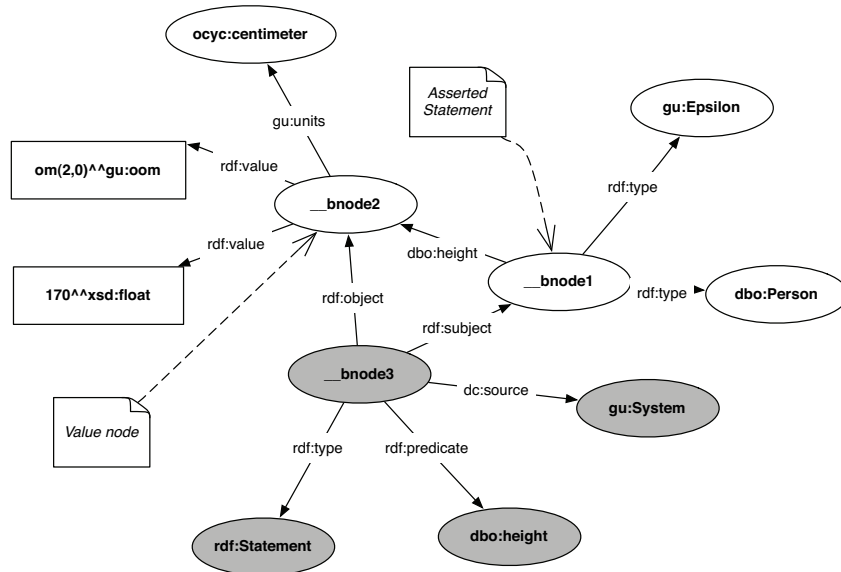 ocyc:centimeter
Asserted
Statement
gu:Epsilon
gu:units
om(2,0)^^gu:oom
rdf:value
rdf:type
__bnode2
rdf:value
dbo:height
170^^xsd:float
__bnode1
rdf:type
dbo:Person
rdf:object
rdf:subject
__bnode3
dc:source
gu:System
Value node
rdf:type
rdf:predicate
rdf:Statement
dbo:height